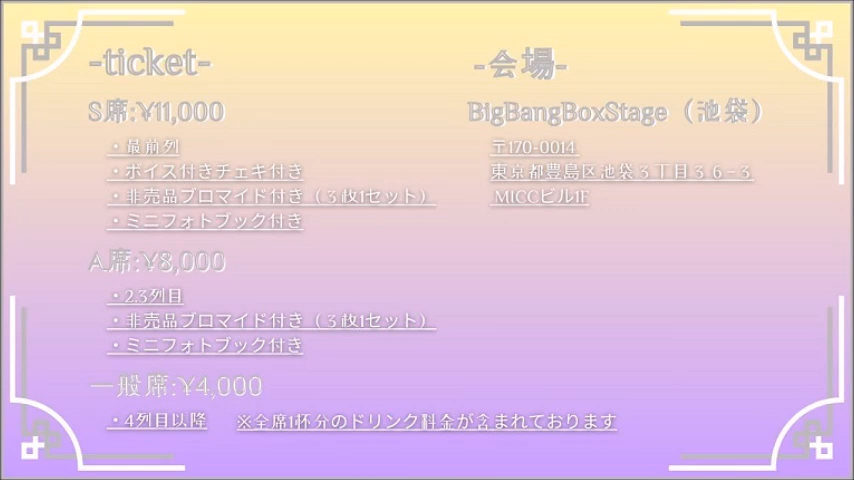 -ticket-
S席:¥11,000
・最前列
・ボイス付きチェキ付き
・非売品ブロマイド付き（３枚1セット）
・ミニフォトブック付き
A席:¥8,000
・2.3列目
・非売品ブロマイド付き（３枚1セット）
・ミニフォトブック付き
一般席:¥4,000
・4列目以降　※全席1杯分のドリンク料金が含まれております
-会場-
BigBangBoxStage（池袋）
〒170-0014
東京都豊島区池袋３丁目３６−３
MICCビル1F